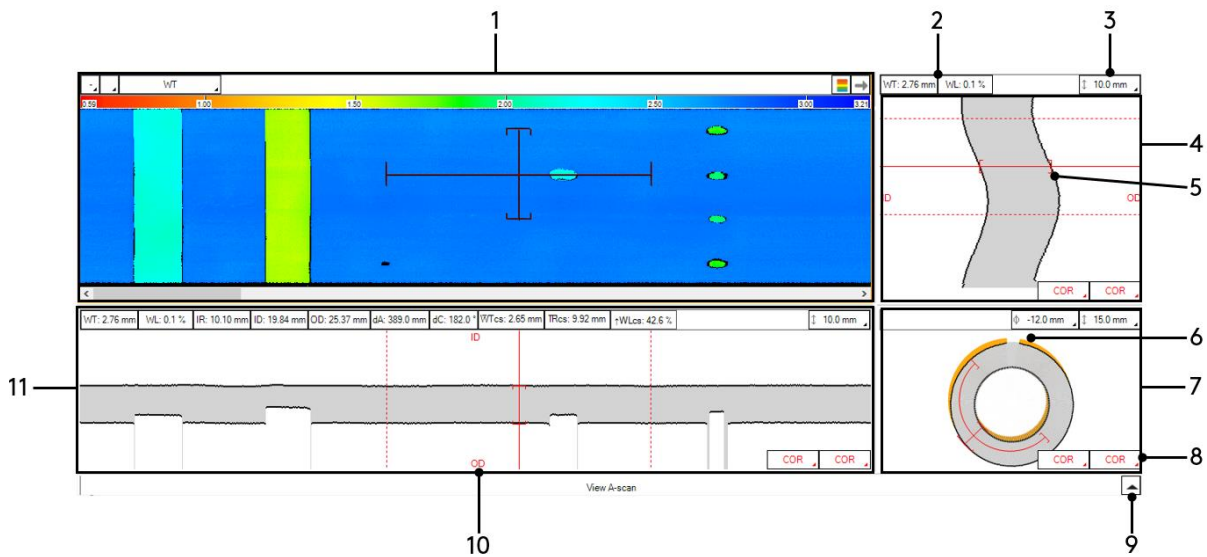 1
2
3
- WT
0.59 1.00 1.50 2.00 2.50 3.00 3.21
WT: 2.76 mm WL: 0.1 % 10.0 mm
4
5
ID OD
COR COR
WT: 2.76 mm WL: 0.1 % IR: 10.10 mm ID: 19.84 mm OD: 25.37 mm dA: 389.0 mm dC: 182.0 ° WTcs: 2.65 mm TRcs: 9.92 mm ↑WLcs: 42.6 % 10.0 mm
ID
OD
COR COR
11
Φ -12.0 mm 15.0 mm
6
7
COR COR
8
View A-scan
10
9